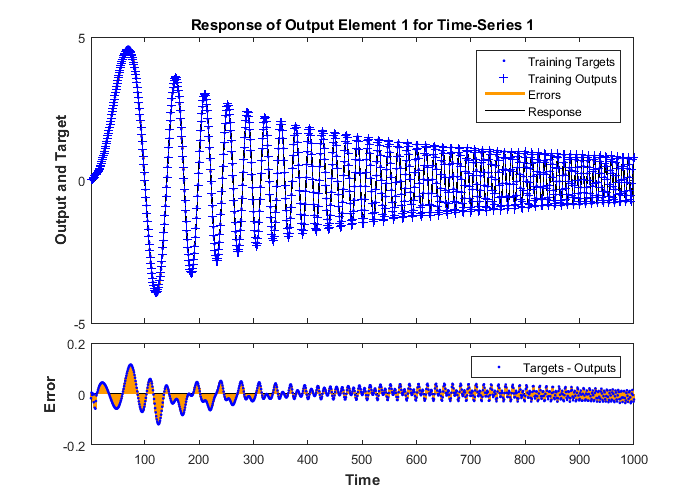 Response of Output Element 1 for Time-Series 1
5
Training Targets
Training Outputs
Errors
Response
Output and Target
0
-5
0.2
Targets - Outputs
Error
0
-0.2
100 200 300 400 500 600 700 800 900 1000
Time